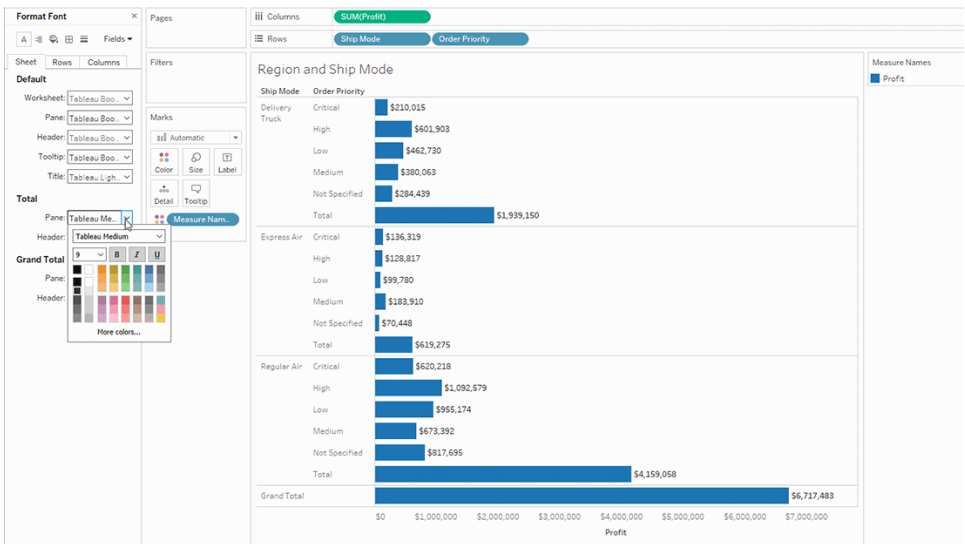 Format Font ×
A Fields
Sheet Rows Columns
Default
Worksheet: Tableau Boo..
Pane: Tableau Boo..
Header: Tableau Boo..
Tooltip: Tableau Boo..
Title: Tableau Ligh..
Total
Pane: Tableau Me..
Header:
Tableau Medium
9 B I U
Grand Total
Pane:
Header:
More colors...
Pages
Filters
Marks
Automatic
Color Size Label
Detail Tooltip
Measure Nam..
Columns SUM(Profit)
Rows Ship Mode Order Priority
Region and Ship Mode
Ship Mode Order Priority
Delivery Truck
Critical $210,015
High $601,903
Low $462,730
Medium $380,063
Not Specified $284,439
Total $1,939,150
Express Air Critical $136,319
High $128,817
Low $99,780
Medium $183,910
Not Specified $70,448
Total $619,275
Regular Air Critical $620,218
High $1,092,579
Low $955,174
Medium $673,392
Not Specified $817,695
Total $4,159,058
Grand Total $6,717,483
$0 $1,000,000 $2,000,000 $3,000,000 $4,000,000 $5,000,000 $6,000,000 $7,000,000
Profit
Measure Names
Profit